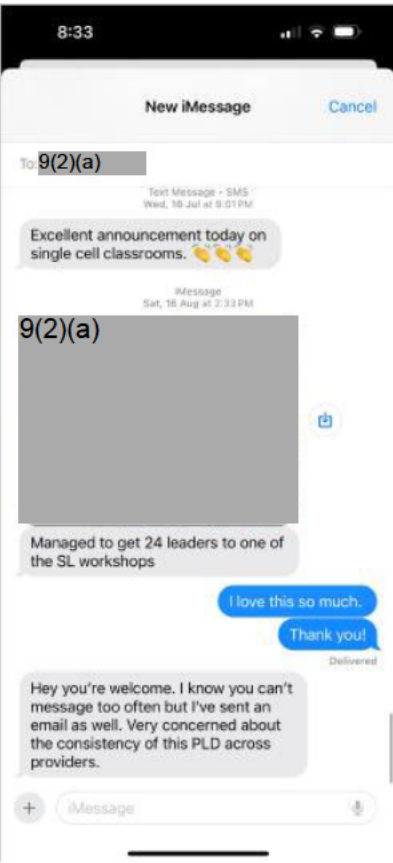 8:33
New iMessage
Cancel
To: 9(2)(a)
Text Message - SMS
Wed, 16 Jul at 9:01 PM
Excellent announcement today on
single cell classrooms. 👏👏👏
iMessage
Sat, 16 Aug at 2:33 PM
9(2)(a)
Managed to get 24 leaders to one of
the SL workshops
I love this so much.
Thank you!
Delivered
Hey you're welcome. I know you can't
message too often but I've sent an
email as well. Very concerned about
the consistency of this PLD across
providers.
iMessage